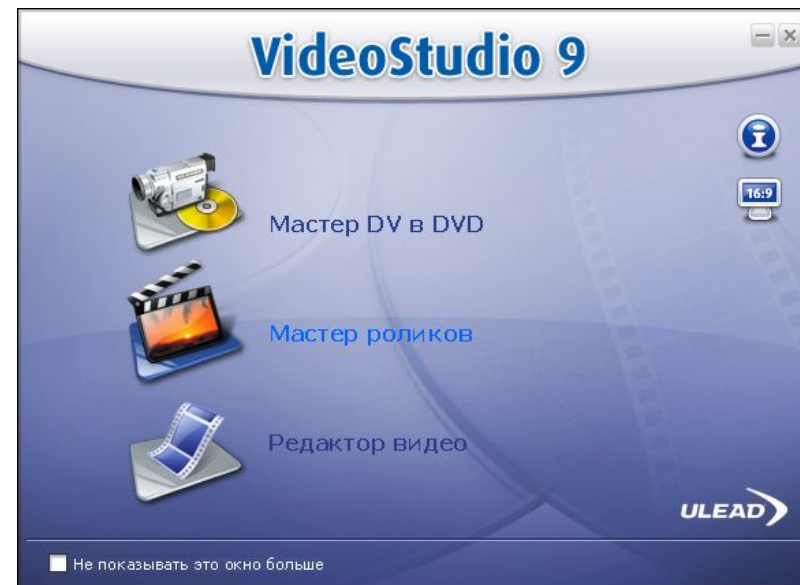 VideoStudio 9
16:9
Мастер DV в DVD
Мастер роликов
Редактор видео
ULEAD
Не показывать это окно больше